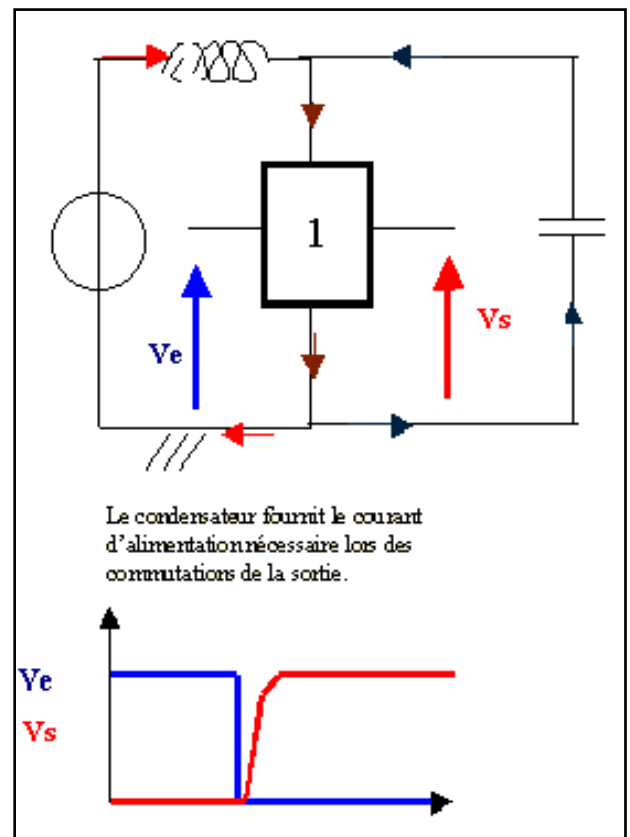 1
Ve
Vs
Le condensateur fournit le courant
d'alimentation nécessaire lors des
commutations de la sortie.
Ve
Vs